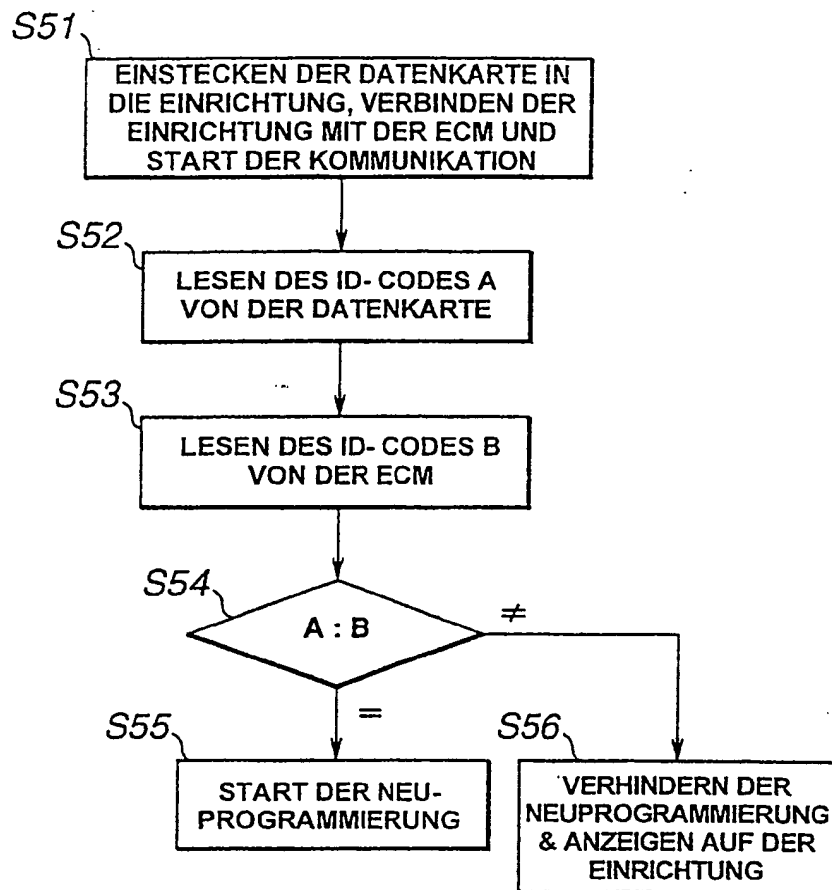 S51
EINSTECKEN DER DATENKARTE IN
DIE EINRICHTUNG, VERBINDEN DER
EINRICHTUNG MIT DER ECM UND
START DER KOMMUNIKATION
S52
LESEN DES ID- CODES A
VON DER DATENKARTE
S53
LESEN DES ID- CODES B
VON DER ECM
S54
A : B
≠
=
S55
START DER NEU-
PROGRAMMIERUNG
S56
VERHINDERN DER
NEUPROGRAMMIERUNG
& ANZEIGEN AUF DER
EINRICHTUNG